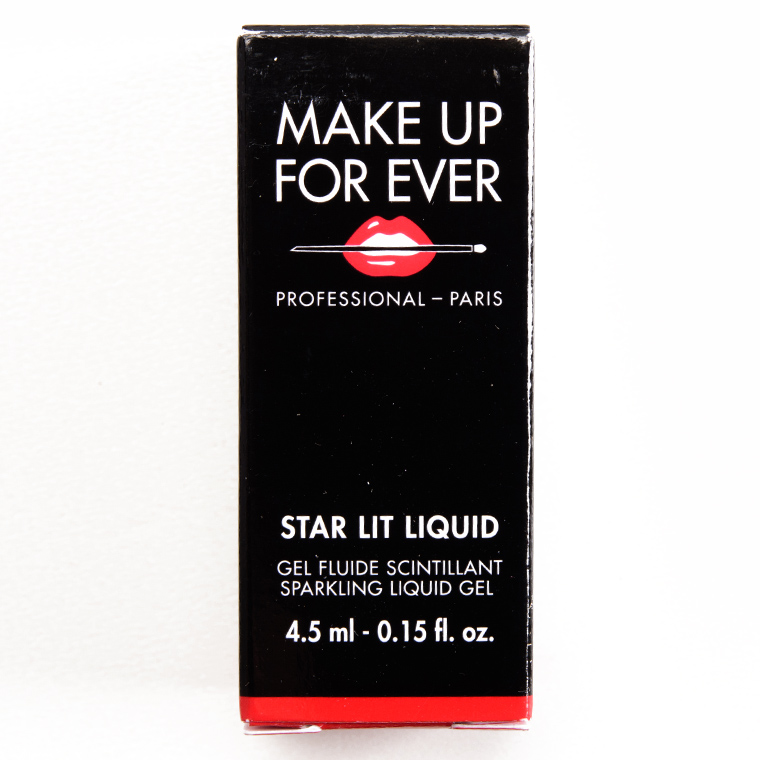 MAKE UP
FOR EVER
PROFESSIONAL – PARIS
STAR LIT LIQUID
GEL FLUIDE SCINTILLANT
SPARKLING LIQUID GEL
4.5 ml - 0.15 fl. oz.